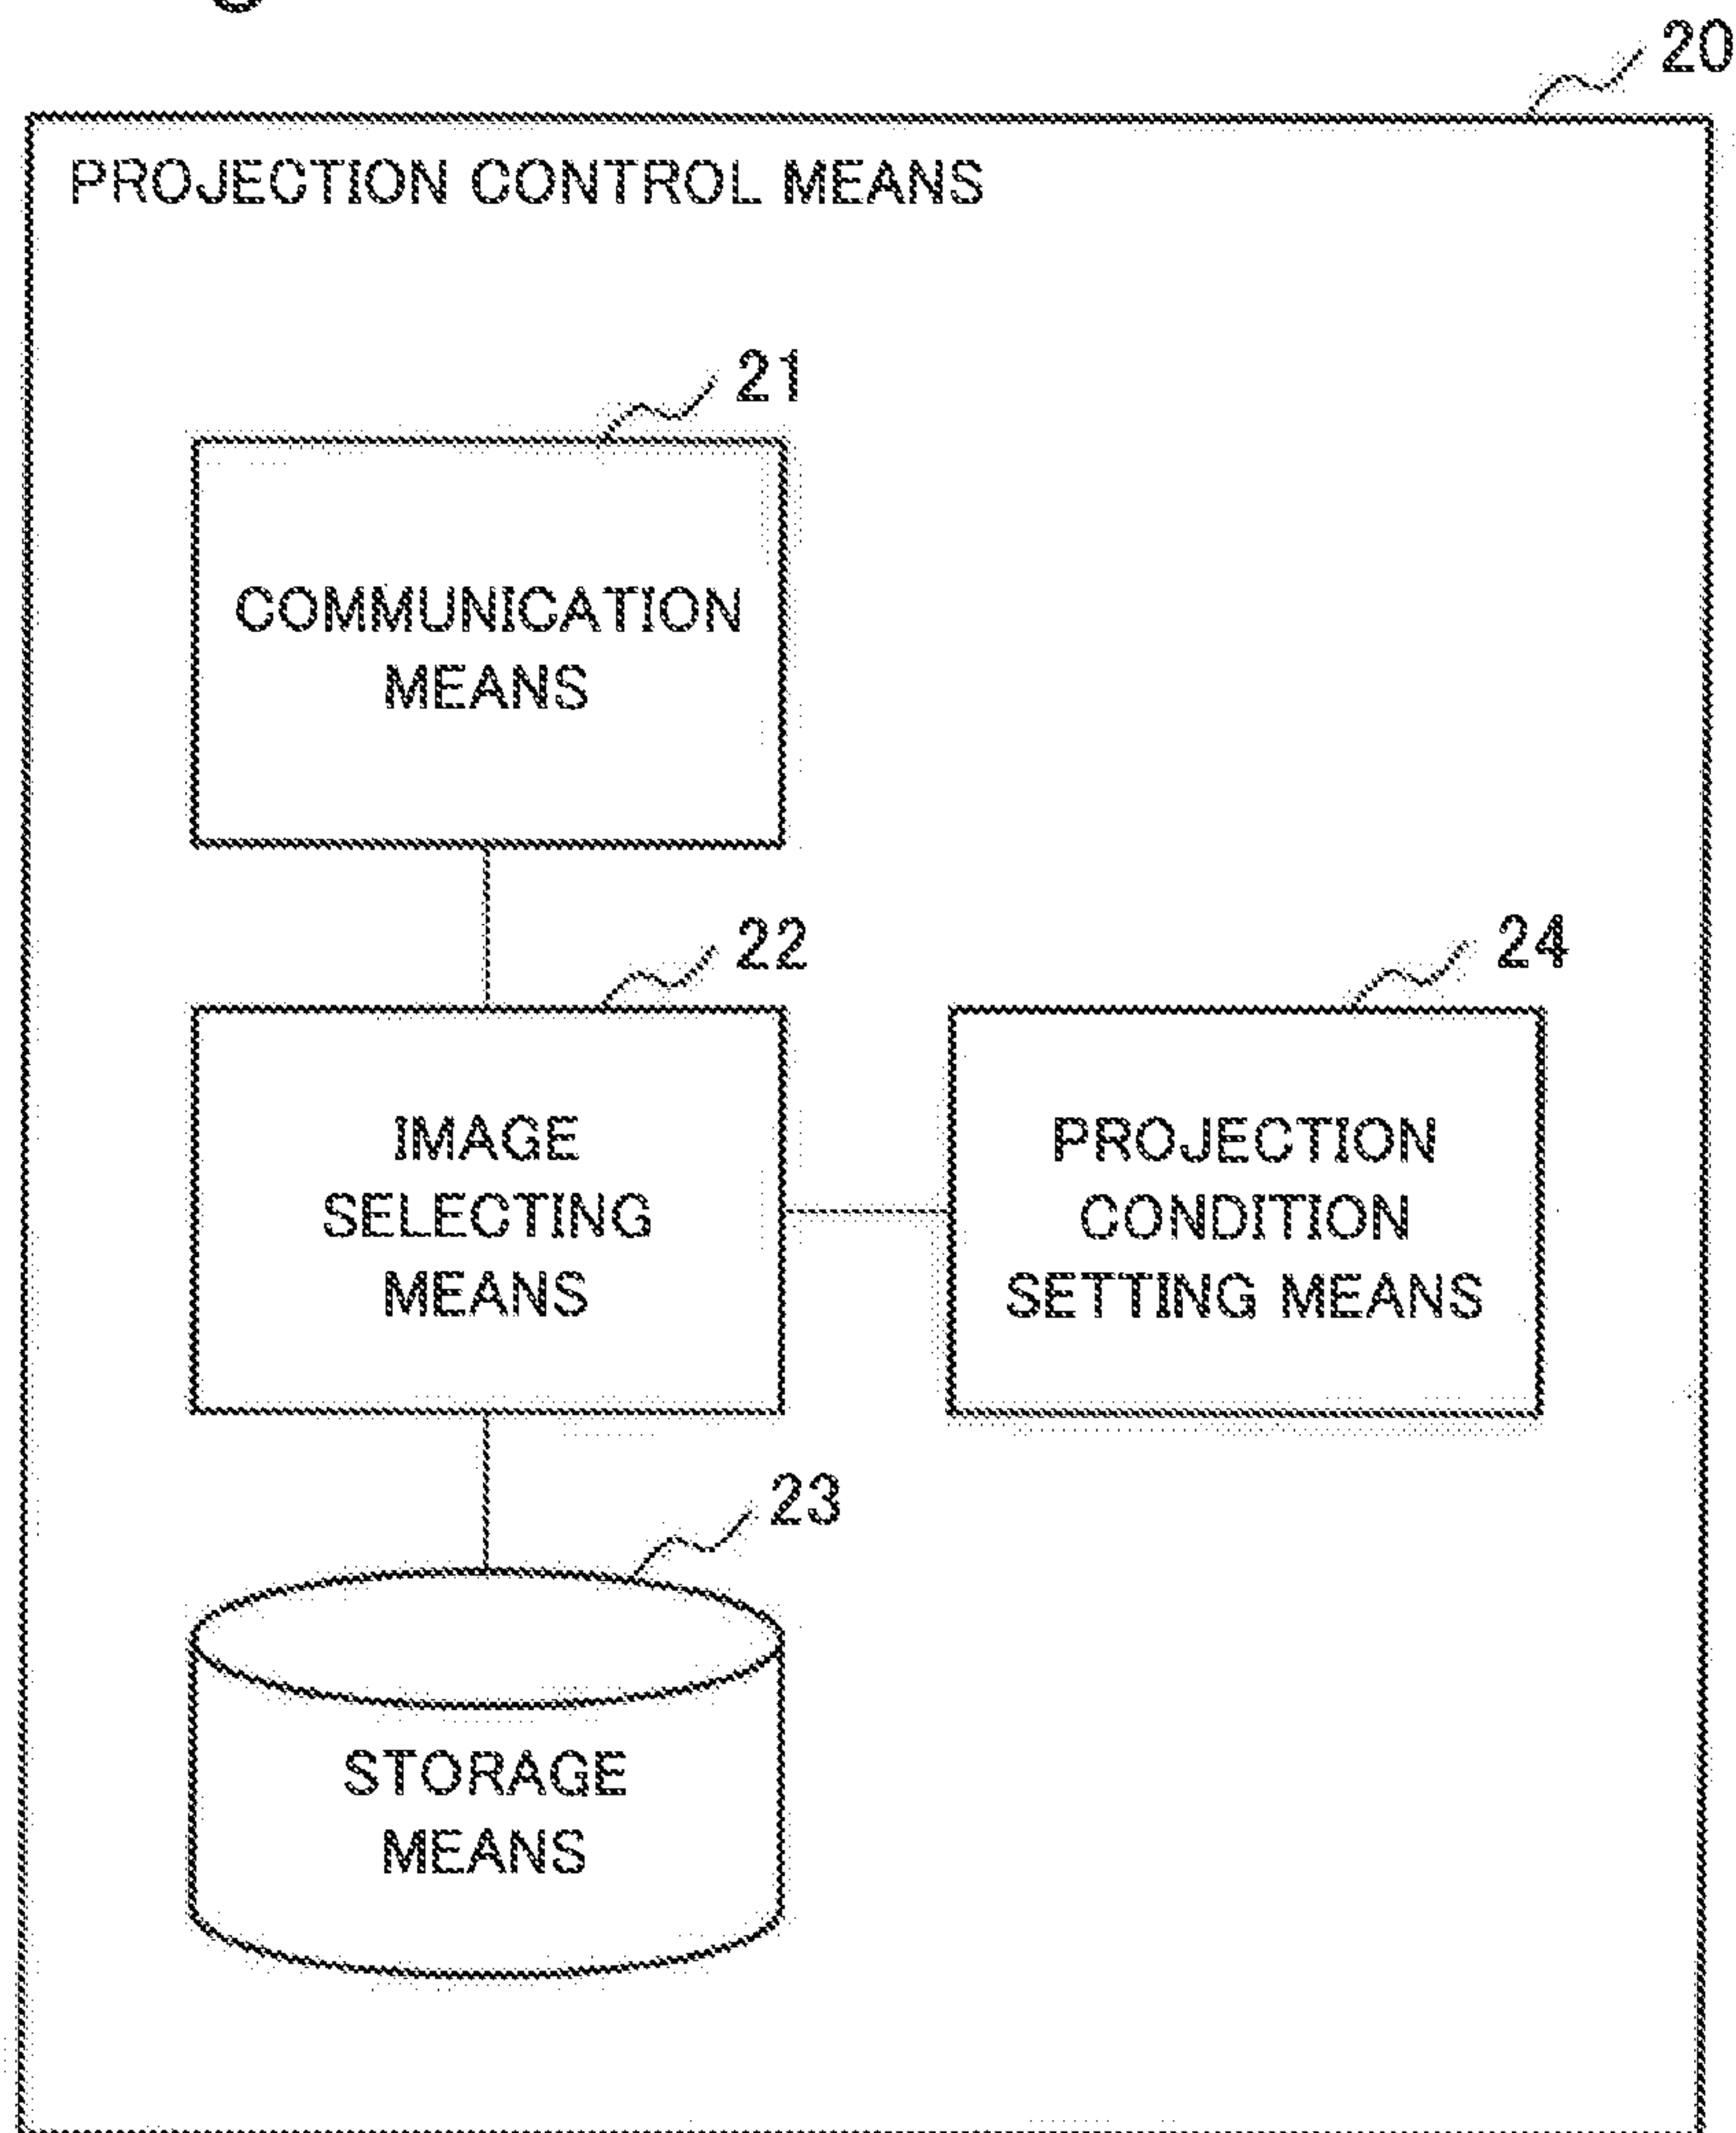 20
PROJECTION CONTROL MEANS
21
COMMUNICATION
MEANS
22
IMAGE
SELECTING
MEANS
24
PROJECTION
CONDITION
SETTING MEANS
23
STORAGE
MEANS